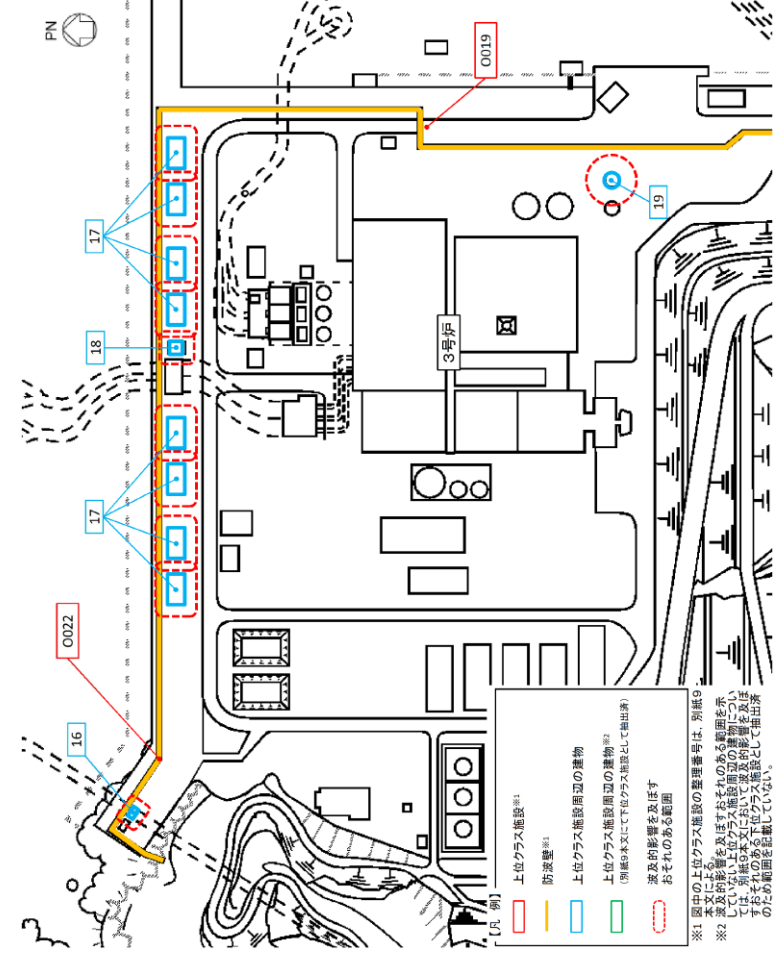 PN
O019
17
18
19
3号炉
17
O022
16
【凡 例】
上位クラス施設※1
防波壁※1
上位クラス施設周辺の建物
上位クラス施設周辺の建物※2
(別紙9本文にて下位クラス施設として抽出済)
波及的影響を及ぼす
おそれのある範囲
※1 図中の上位クラス施設の整理番号は、別紙9
本文による。
※2 波及的影響を及ぼすおそれのある範囲を示
していない上位クラス施設周辺の建物につい
ては、別紙9本文において波及的影響を及ぼ
すおそれのある下位クラス施設として抽出済
のため範囲を記載していない。